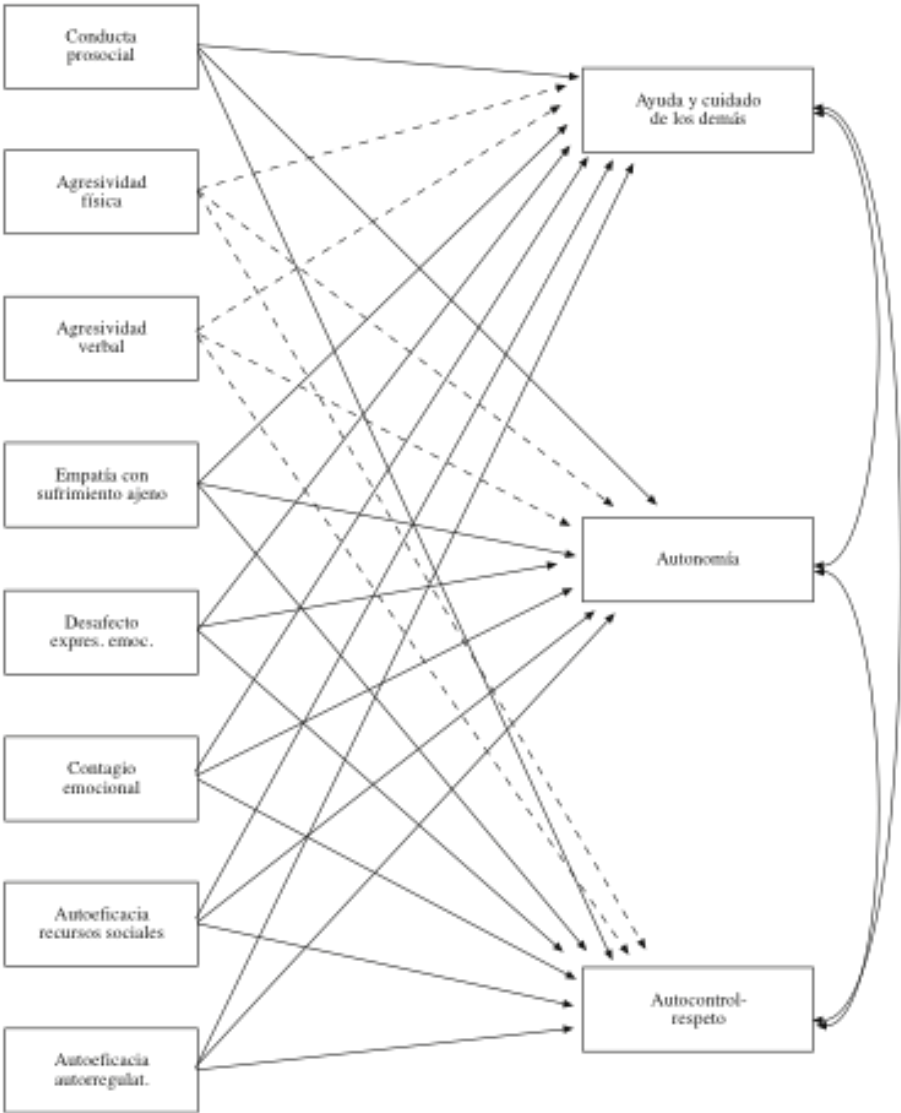 Conducta
prosocial
Ayuda y cuidado
de los demás
Agresividad
física
Agresividad
verbal
Empatía con
sufrimiento ajeno
Autonomía
Desafecto
expres. emoc.
Contagio
emocional
Autoeficacia
recursos sociales
Autocontrol-
respeto
Autoeficacia
autorregulat.